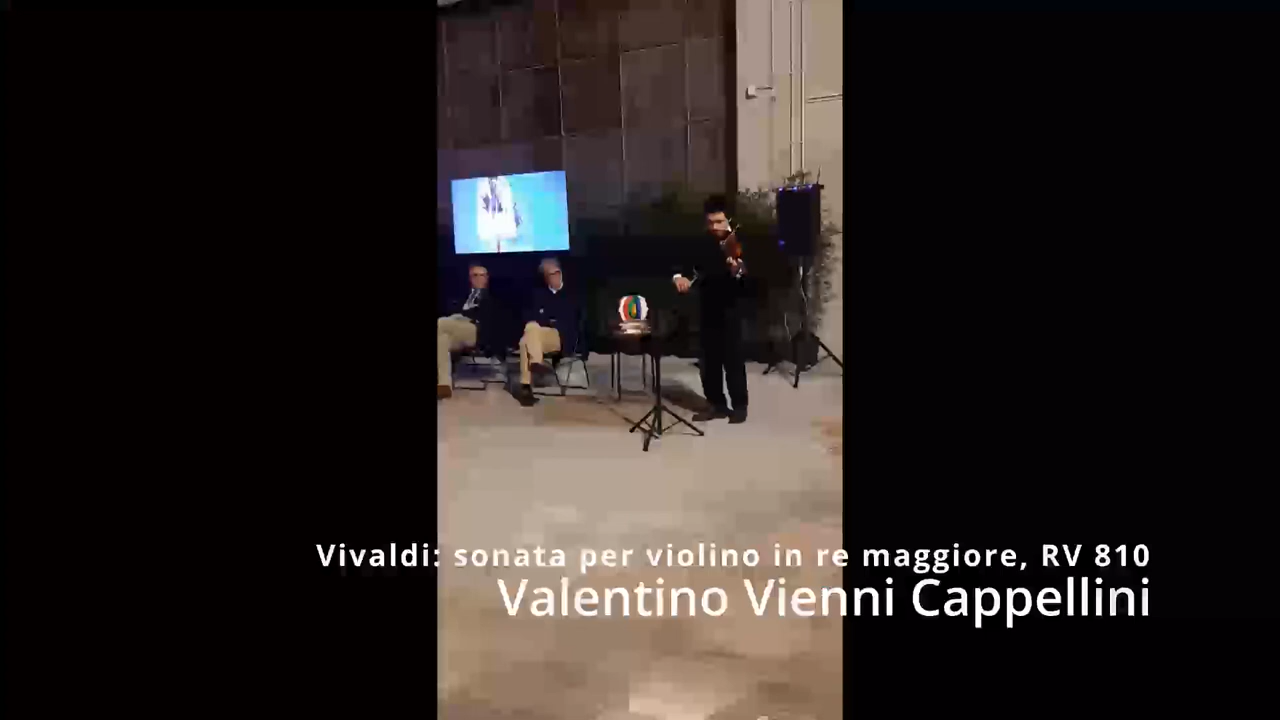 Vivaldi: sonata per violino in re maggiore, RV 810
Valentino Vienni Cappellini